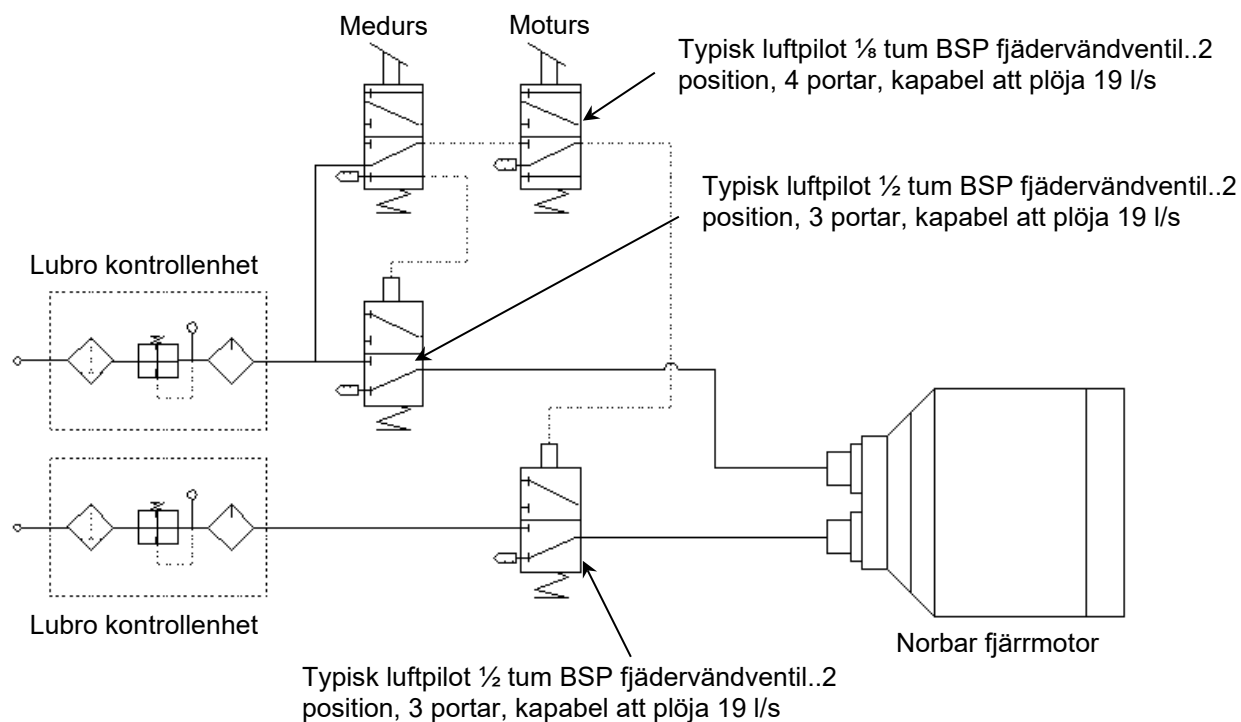 Medurs
Moturs
Typisk luftpilot ⅛ tum BSP fjädervändventil..2
position, 4 portar, kapabel att plöja 19 l/s
Typisk luftpilot ½ tum BSP fjädervändventil..2
position, 3 portar, kapabel att plöja 19 l/s
Lubro kontrollenhet
Lubro kontrollenhet
Norbar fjärrmotor
Typisk luftpilot ½ tum BSP fjädervändventil..2
position, 3 portar, kapabel att plöja 19 l/s